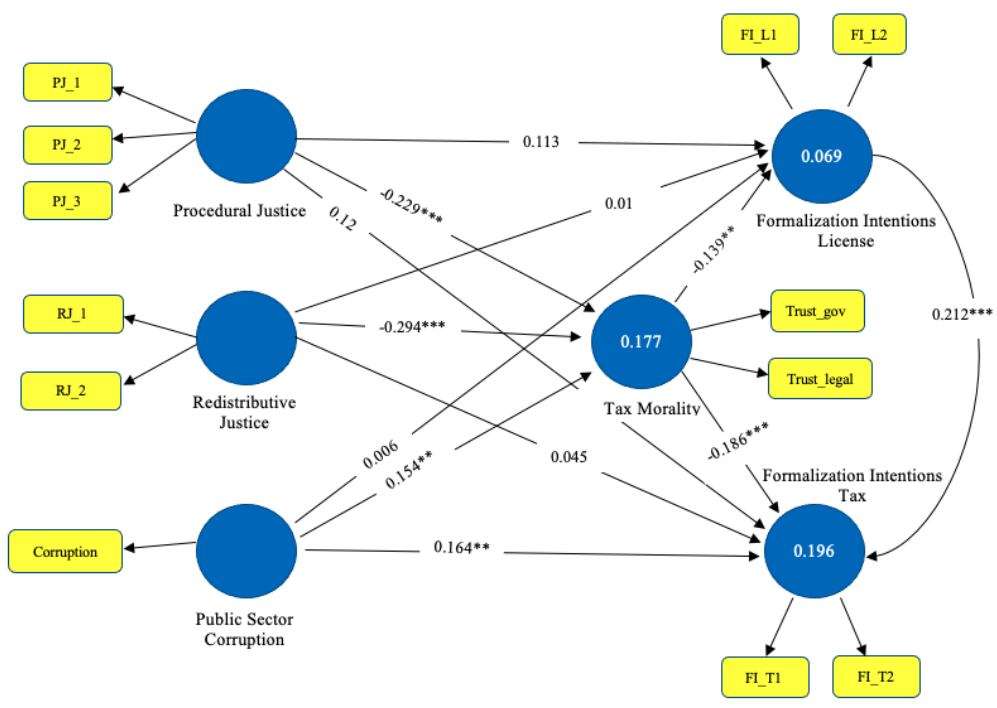 FI_L1
FI_L2
PJ_1
PJ_2
PJ_3
Procedural Justice
0.113
0.069
Formalization Intentions
License
-0.229***
0.12
0.01
-0.139**
RJ_1
RJ_2
Redistributive
Justice
-0.294***
0.177
Tax Morality
Trust_gov
Trust_legal
0.212***
0.006
0.154**
0.045
-0.186***
Formalization Intentions
Tax
Corruption
Public Sector
Corruption
0.164**
0.196
FI_T1
FI_T2